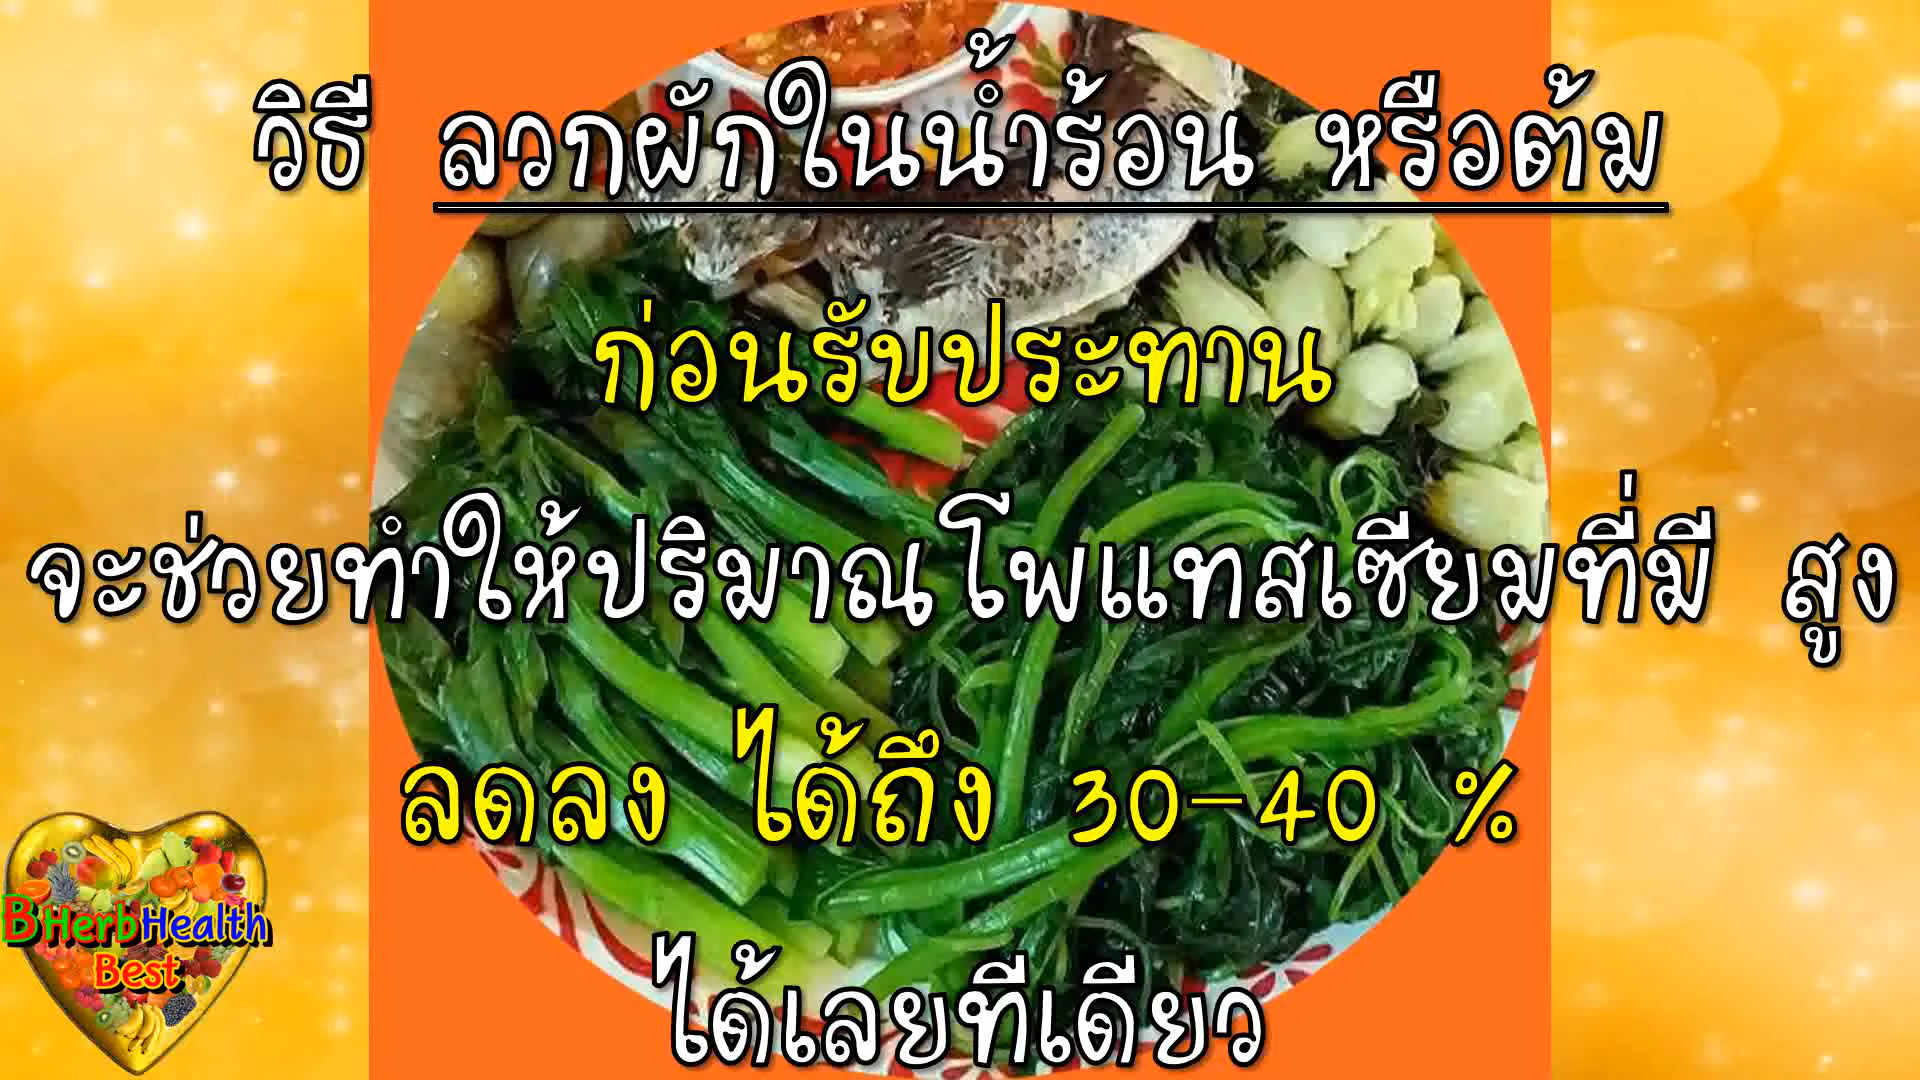 วิธี ลวกผักในน้ำร้อน หรือต้ม
ก่อนรับประทาน
จะช่วยทำให้ปริมาณโพแทสเซียมที่มี สูง
ลดลง ได้ถึง 30-40 %
ได้เลยทีเดียว
BHerbHealth
Best